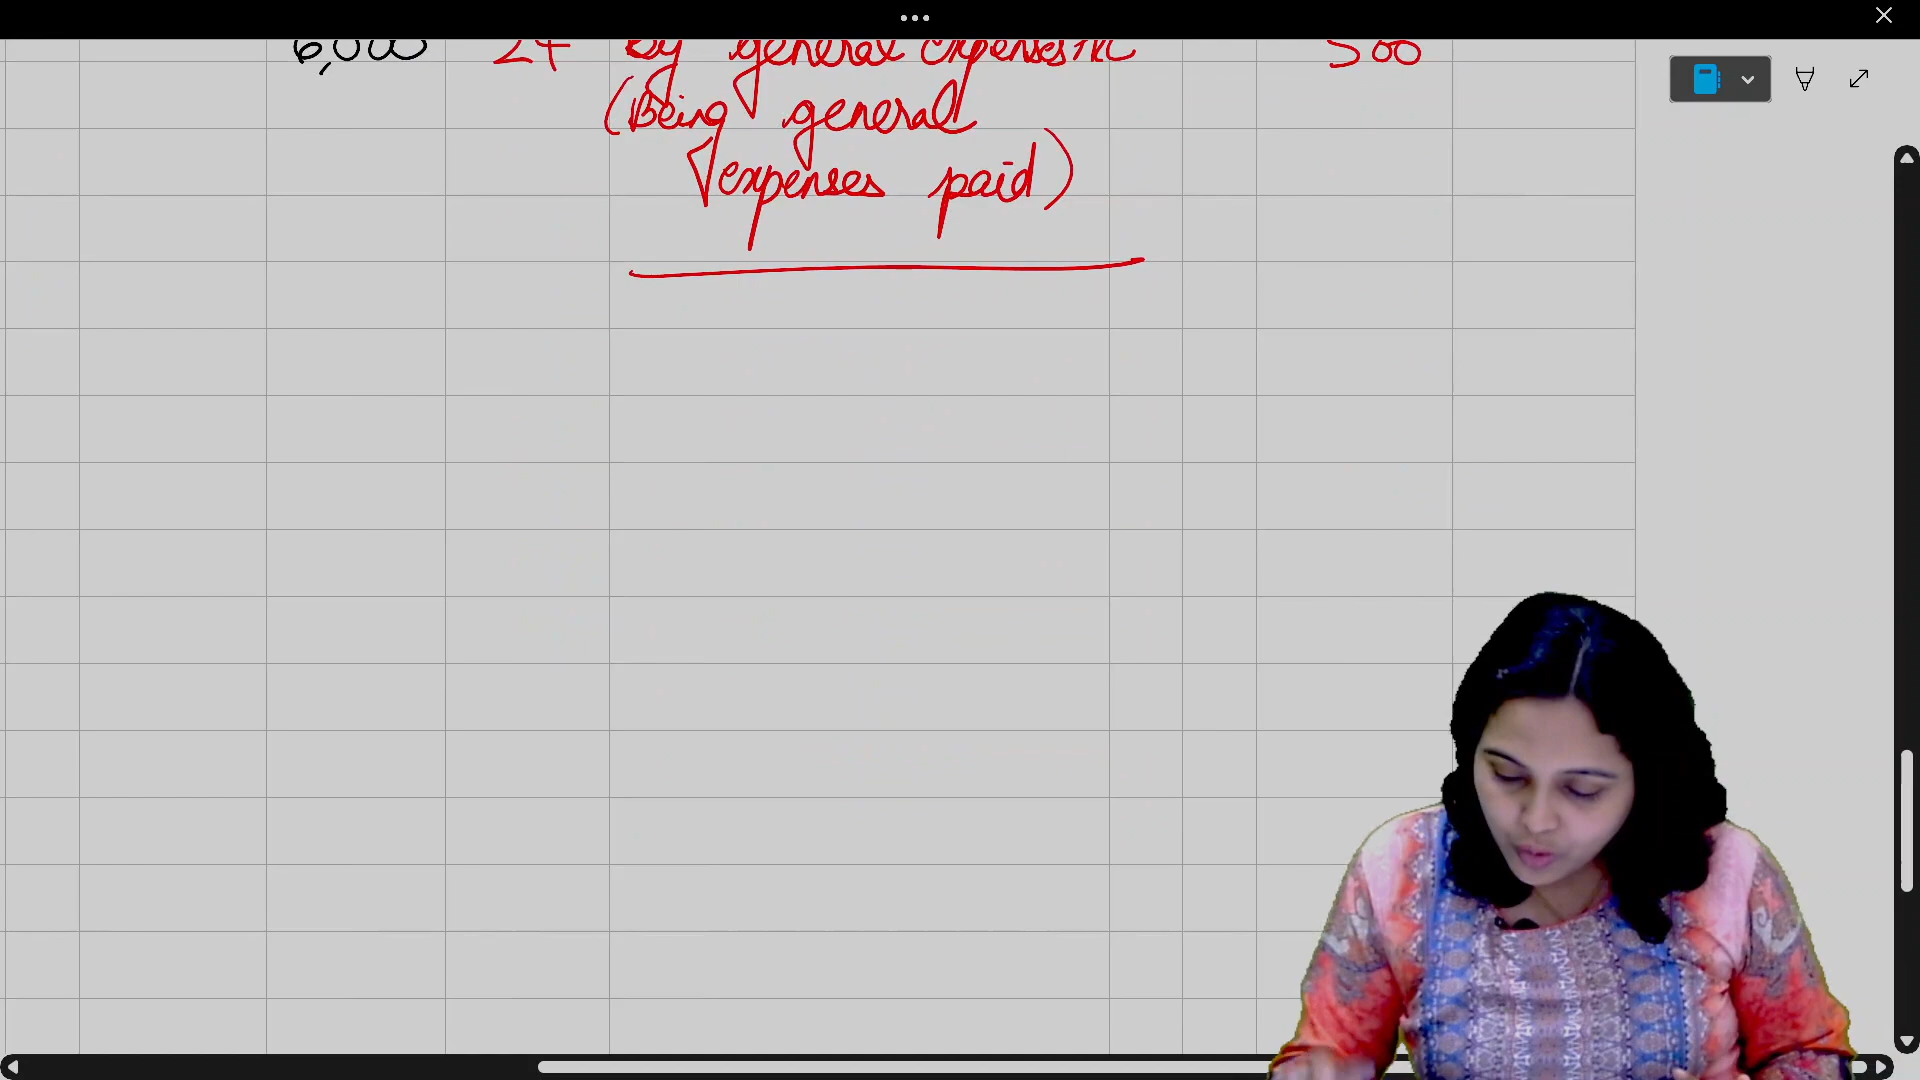 6,000 24 By general expenses A/c 500
(Being general
expenses paid)